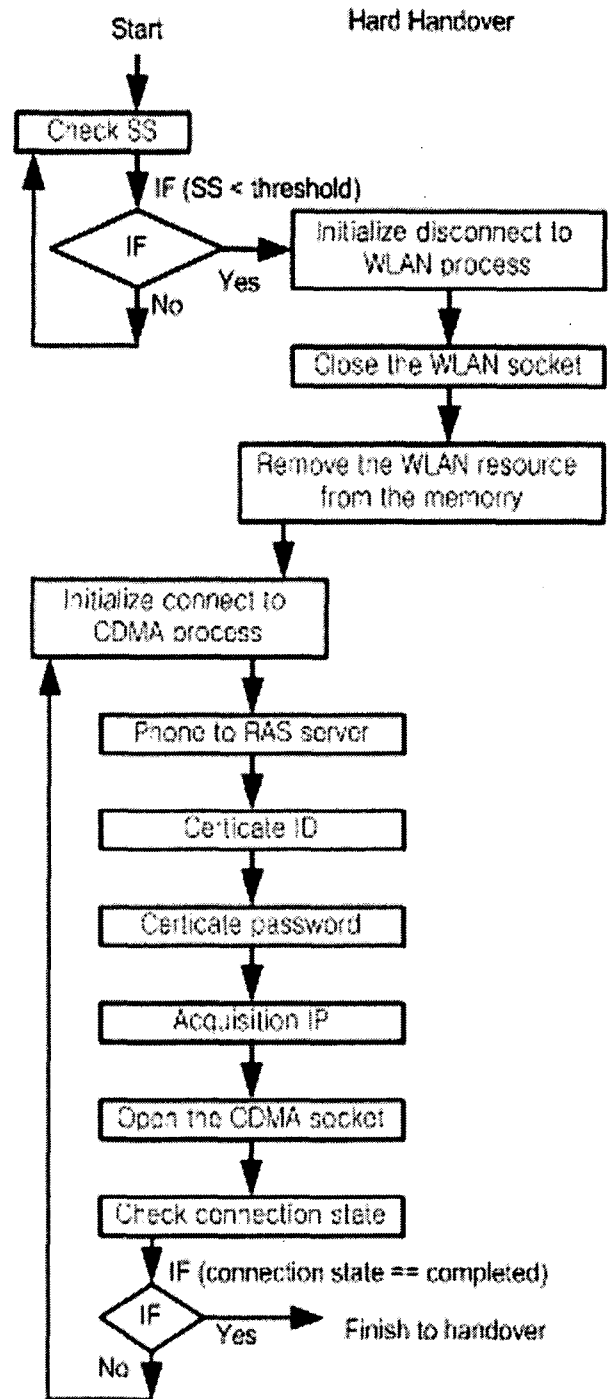 Start
Hard Handover
Check SS
IF (SS < threshold)
IF
Yes
No
Initialize disconnect to
WLAN process
Close the WLAN socket
Remove the WLAN resource
from the memorry
Initialize connect to
CDMA process
Phone to RAS server
Certicate ID
Certicate password
Acquisition IP
Open the CDMA socket
Check connection state
IF (connection state == completed)
IF
Yes
Finish to handover
No